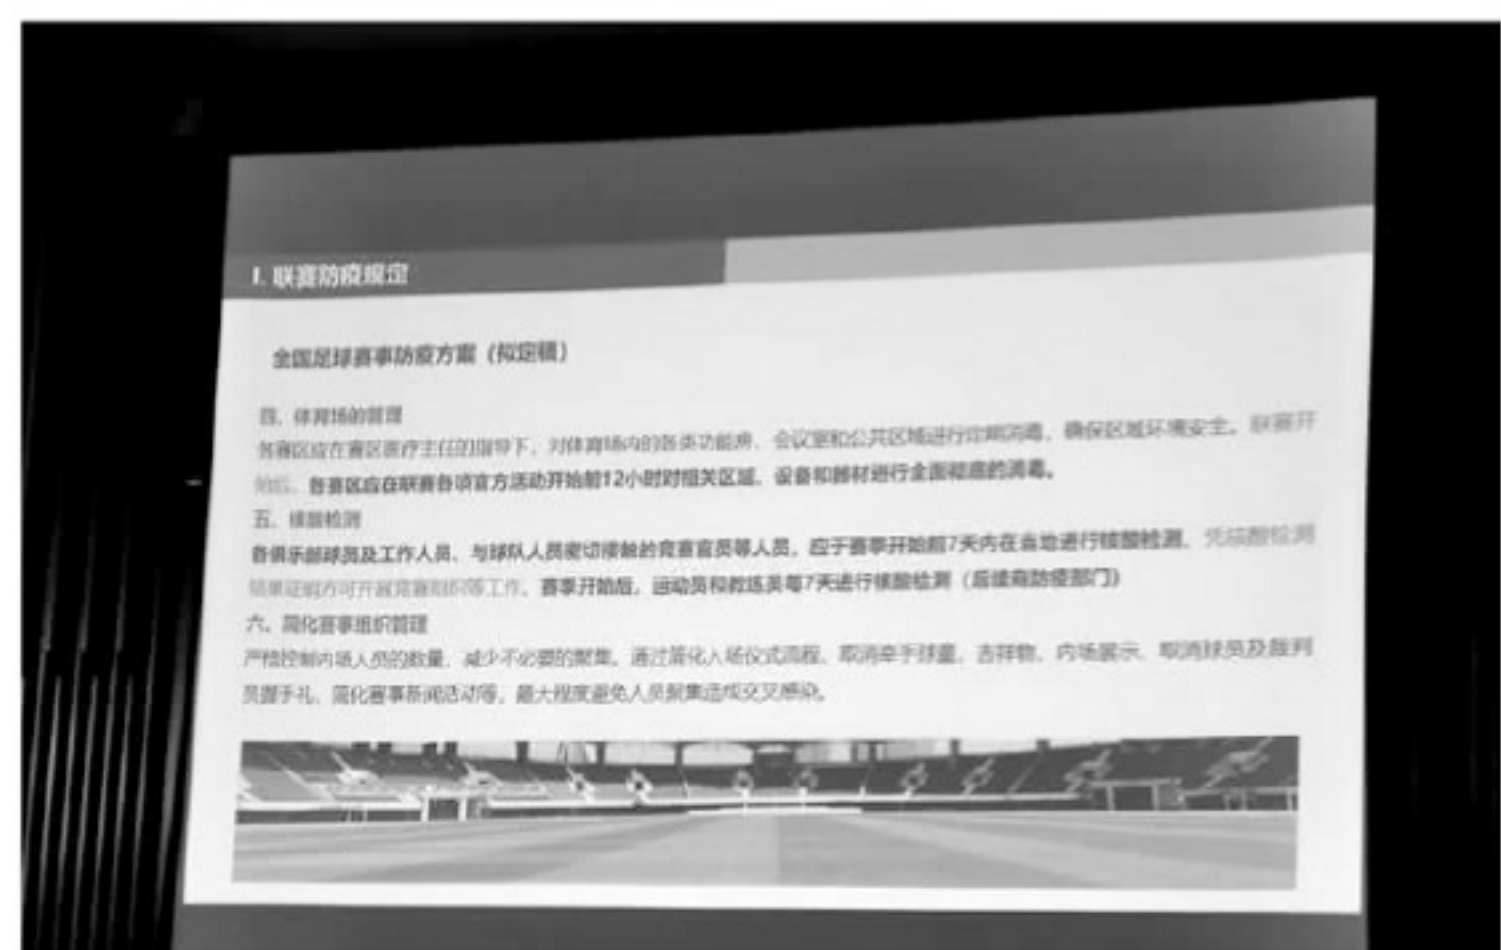 1. 联赛防疫规定
全国足球赛事防疫方案（拟定稿）
四、体育场的管理
各赛区应在赛区医疗主任的指导下，对体育场内的各类功能房、会议室和公共区域进行定期消毒，确保区域环境安全。联赛开
始后，各赛区应在联赛各项官方活动开始前12小时对相关区域、设备和器材进行全面彻底的消毒。
五、核酸检测
各俱乐部球员及工作人员、与球队人员密切接触的竞赛官员等人员，应于赛季开始前7天内在当地进行核酸检测，凭核酸检测
结果证明方可开展竞赛组织等工作。赛季开始后，运动员和教练员每7天进行核酸检测（后续商防疫部门）
六、简化赛事组织管理
严格控制内场人员的数量，减少不必要的聚集。通过简化入场仪式流程、取消牵手球童、吉祥物、内场展示、取消球员及裁判
员握手礼、简化赛事新闻活动等，最大程度避免人员聚集造成交叉感染。